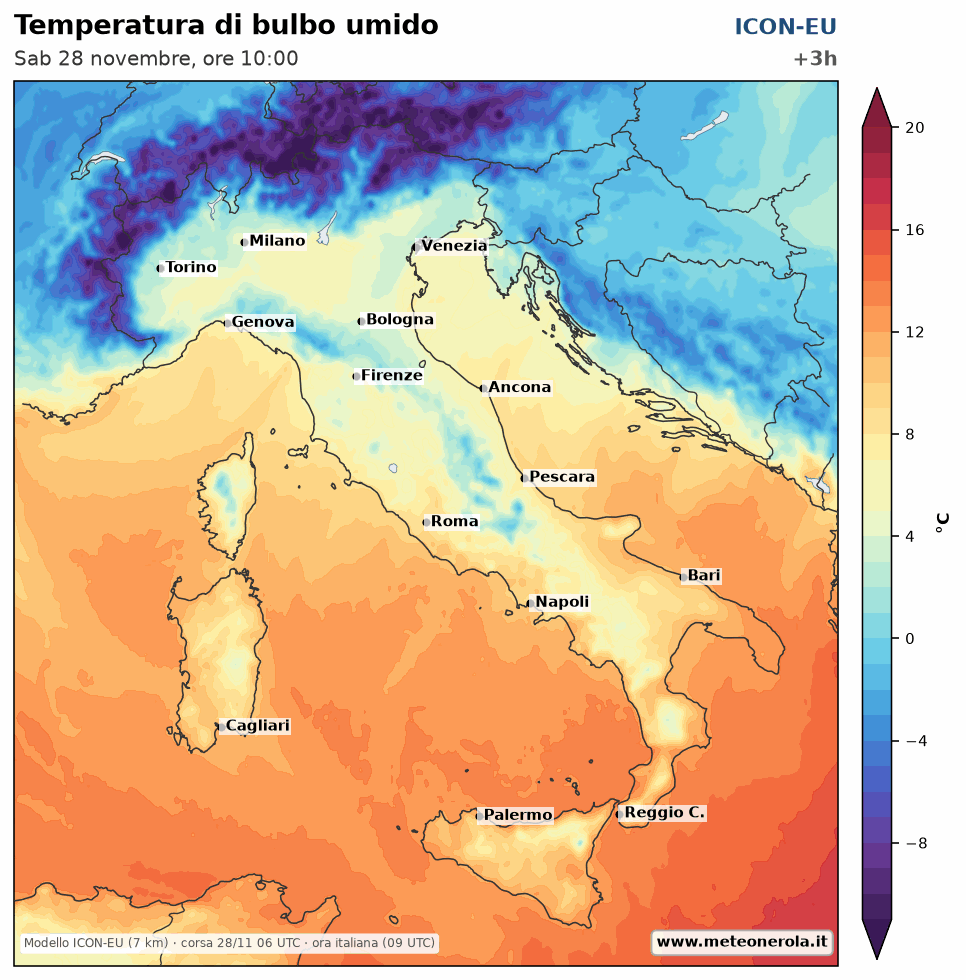 Temperatura di bulbo umido
ICON-EU
Sab 28 novembre, ore 10:00
+3h
20
16
12
8
4
0
−4
−8
°C
Milano
Venezia
Torino
Genova
Bologna
Firenze
Ancona
Pescara
Roma
Bari
Napoli
Cagliari
Palermo
Reggio C.
Modello ICON-EU (7 km) · corsa 28/11 06 UTC · ora italiana (09 UTC)
www.meteonerola.it